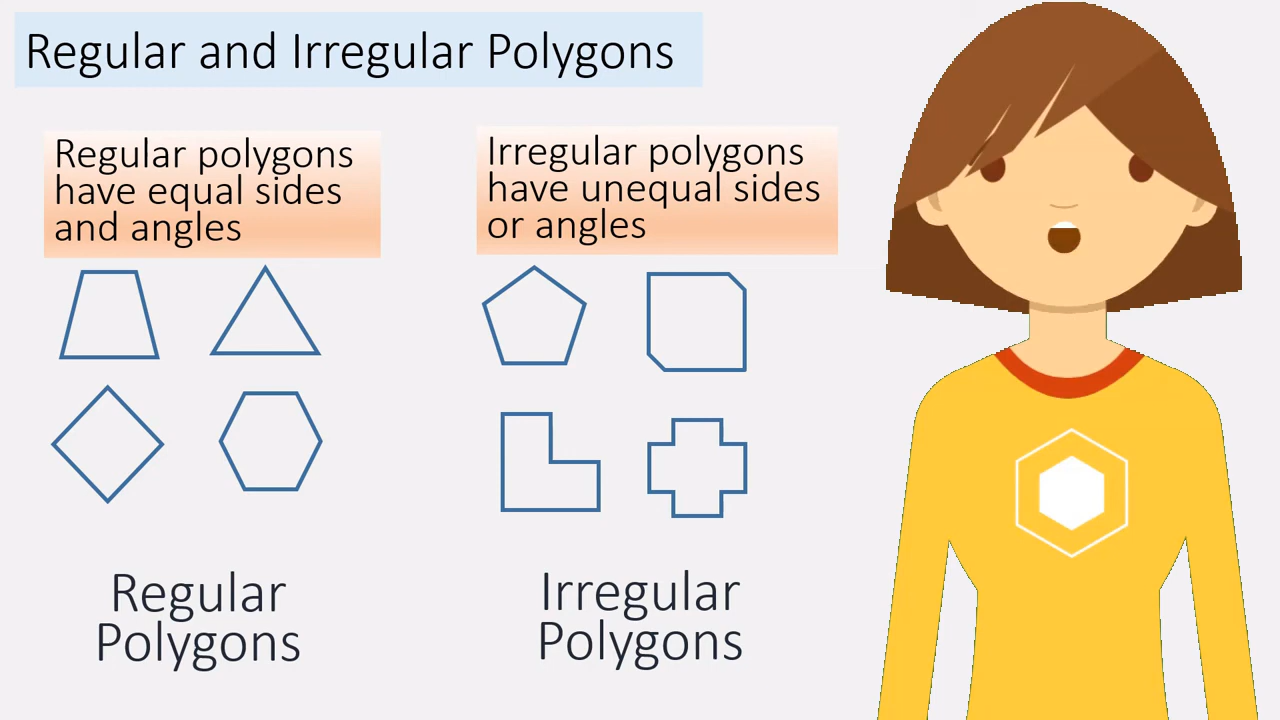 Regular and Irregular Polygons
Regular polygons
have equal sides
and angles
Irregular polygons
have unequal sides
or angles
Regular
Polygons
Irregular
Polygons